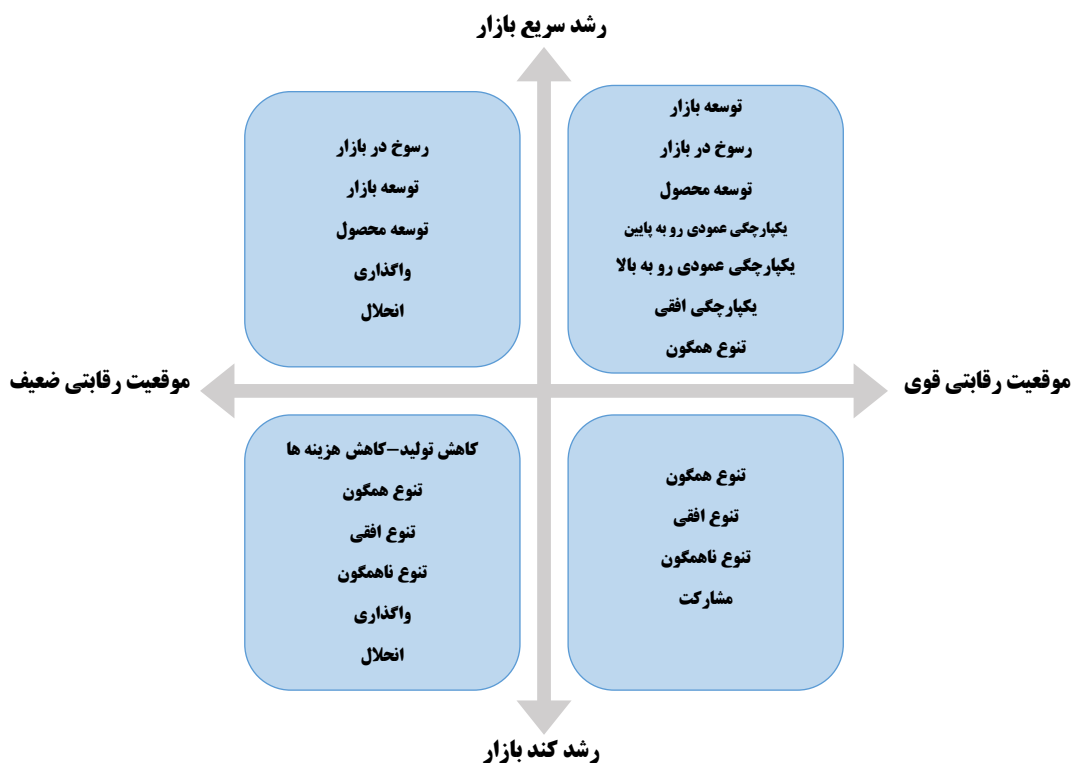 رشد سریع بازار
توسعه بازار
رسوخ در بازار
توسعه محصول
یکپارچگی عمودی رو به پایین
یکپارچگی عمودی رو به بالا
یکپارچگی افقی
تنوع همگون
رسوخ در بازار
توسعه بازار
توسعه محصول
واگذاری
انحلال
موقعیت رقابتی قوی
موقعیت رقابتی ضعیف
تنوع همگون
تنوع افقی
تنوع ناهمگون
مشارکت
کاهش تولید–کاهش هزینه ها
تنوع همگون
تنوع افقی
تنوع ناهمگون
واگذاری
انحلال
رشد کند بازار